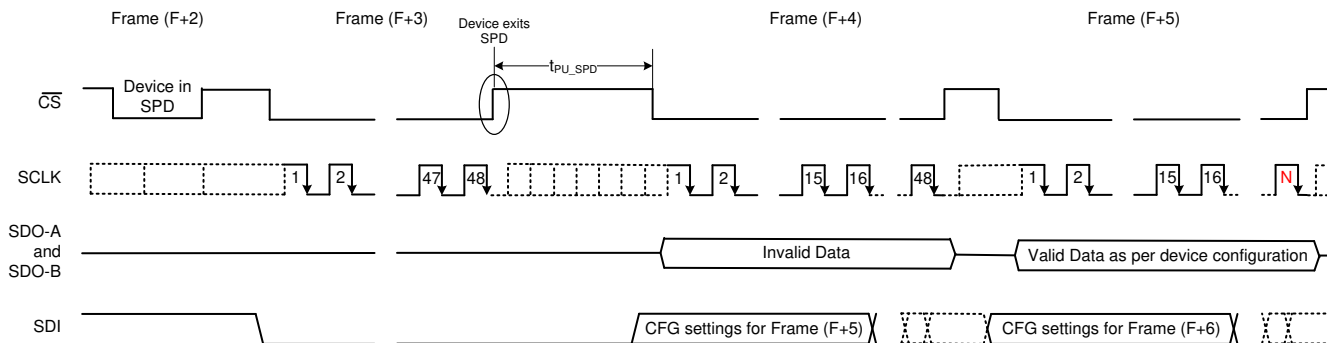 Frame (F+2)
Frame (F+3)
Frame (F+4)
Frame (F+5)
Device exits
SPD
tPU_SPD
CS
Device in
SPD
SCLK
1 2 47 48 1 2 15 16 48 1 2 15 16 N
SDO-A
and
SDO-B
Invalid Data
Valid Data as per device configuration
SDI
CFG settings for Frame (F+5)
CFG settings for Frame (F+6)